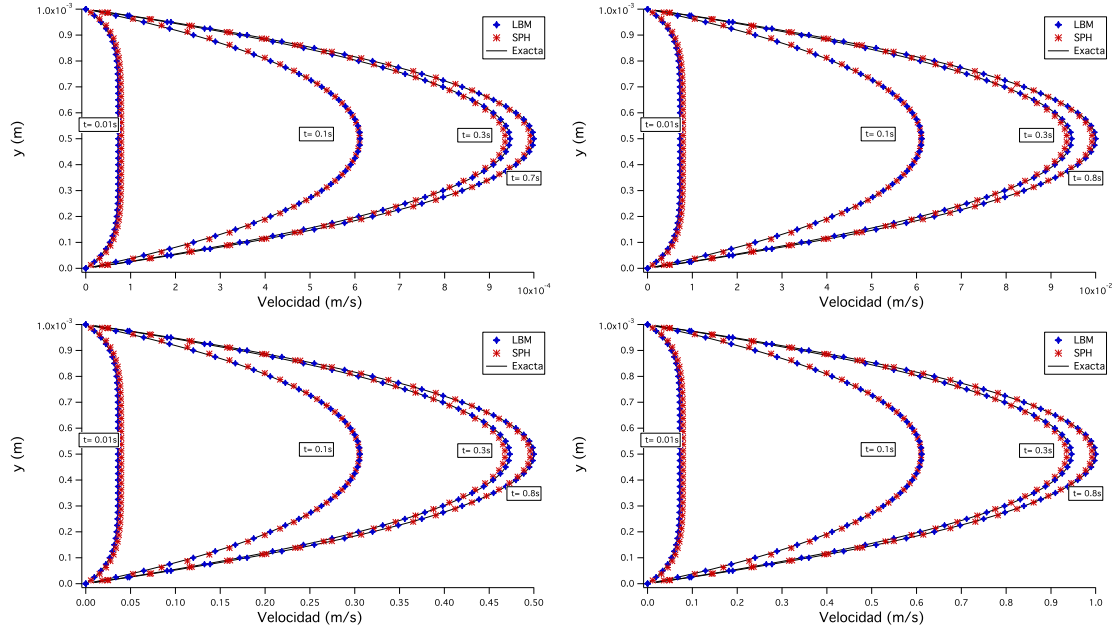 1.0x10-3
0.9
0.8
0.7
0.6
0.5
0.4
0.3
0.2
0.1
0.0
y (m)
LBM
SPH
Exacta
t= 0.01s
t= 0.1s
t= 0.3s
t= 0.7s
0
1
2
3
4
5
6
7
8
9
10x10-4
Velocidad (m/s)
1.0x10-3
0.9
0.8
0.7
0.6
0.5
0.4
0.3
0.2
0.1
0.0
y (m)
LBM
SPH
Exacta
t= 0.01s
t= 0.1s
t= 0.3s
t= 0.8s
0
1
2
3
4
5
6
7
8
9
10x10-2
Velocidad (m/s)
1.0x10-3
0.9
0.8
0.7
0.6
0.5
0.4
0.3
0.2
0.1
0.0
y (m)
LBM
SPH
Exacta
t= 0.01s
t= 0.1s
t= 0.3s
t= 0.8s
0.00
0.05
0.10
0.15
0.20
0.25
0.30
0.35
0.40
0.45
0.50
Velocidad (m/s)
1.0x10-3
0.9
0.8
0.7
0.6
0.5
0.4
0.3
0.2
0.1
0.0
y (m)
LBM
SPH
Exacta
t= 0.01s
t= 0.1s
t= 0.3s
t= 0.8s
0.0
0.1
0.2
0.3
0.4
0.5
0.6
0.7
0.8
0.9
1.0
Velocidad (m/s)